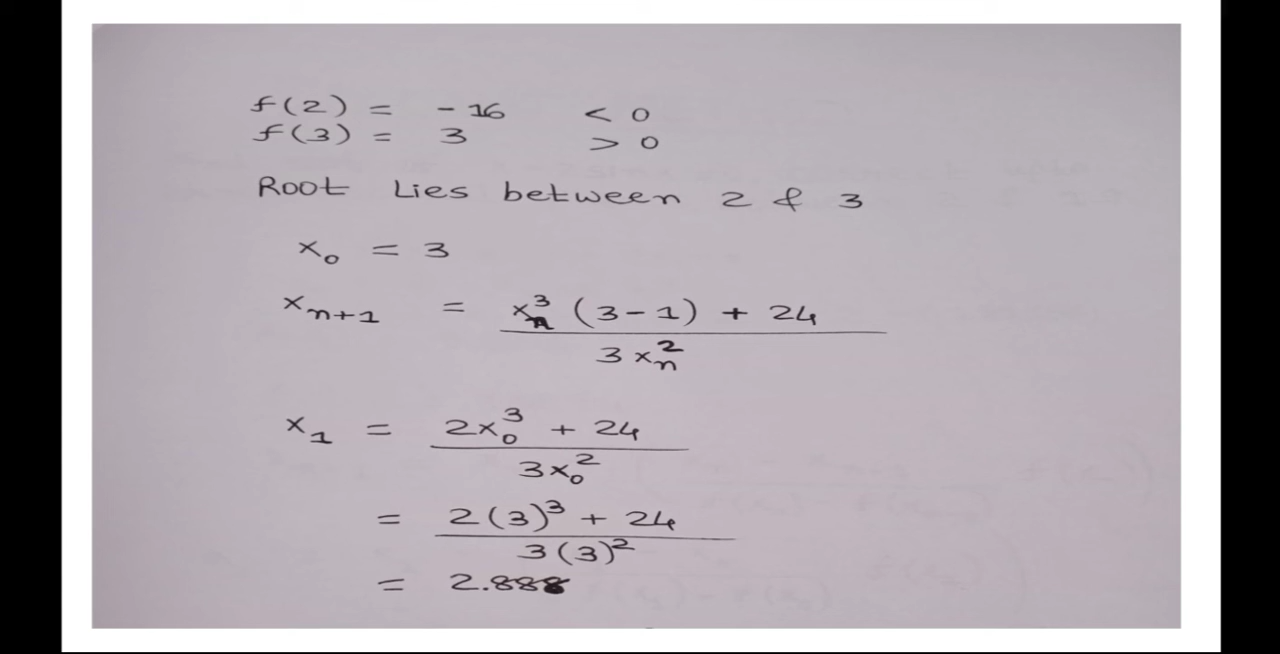 f(2) = - 16 < 0
f(3) = 3 > 0
Root Lies between 2 & 3
x₀ = 3
xₙ₊₁ = xₙ³ (3-1) + 24 / 3xₙ²
x₁ = 2x₀³ + 24 / 3x₀²
= 2(3)³ + 24 / 3(3)²
= 2.888